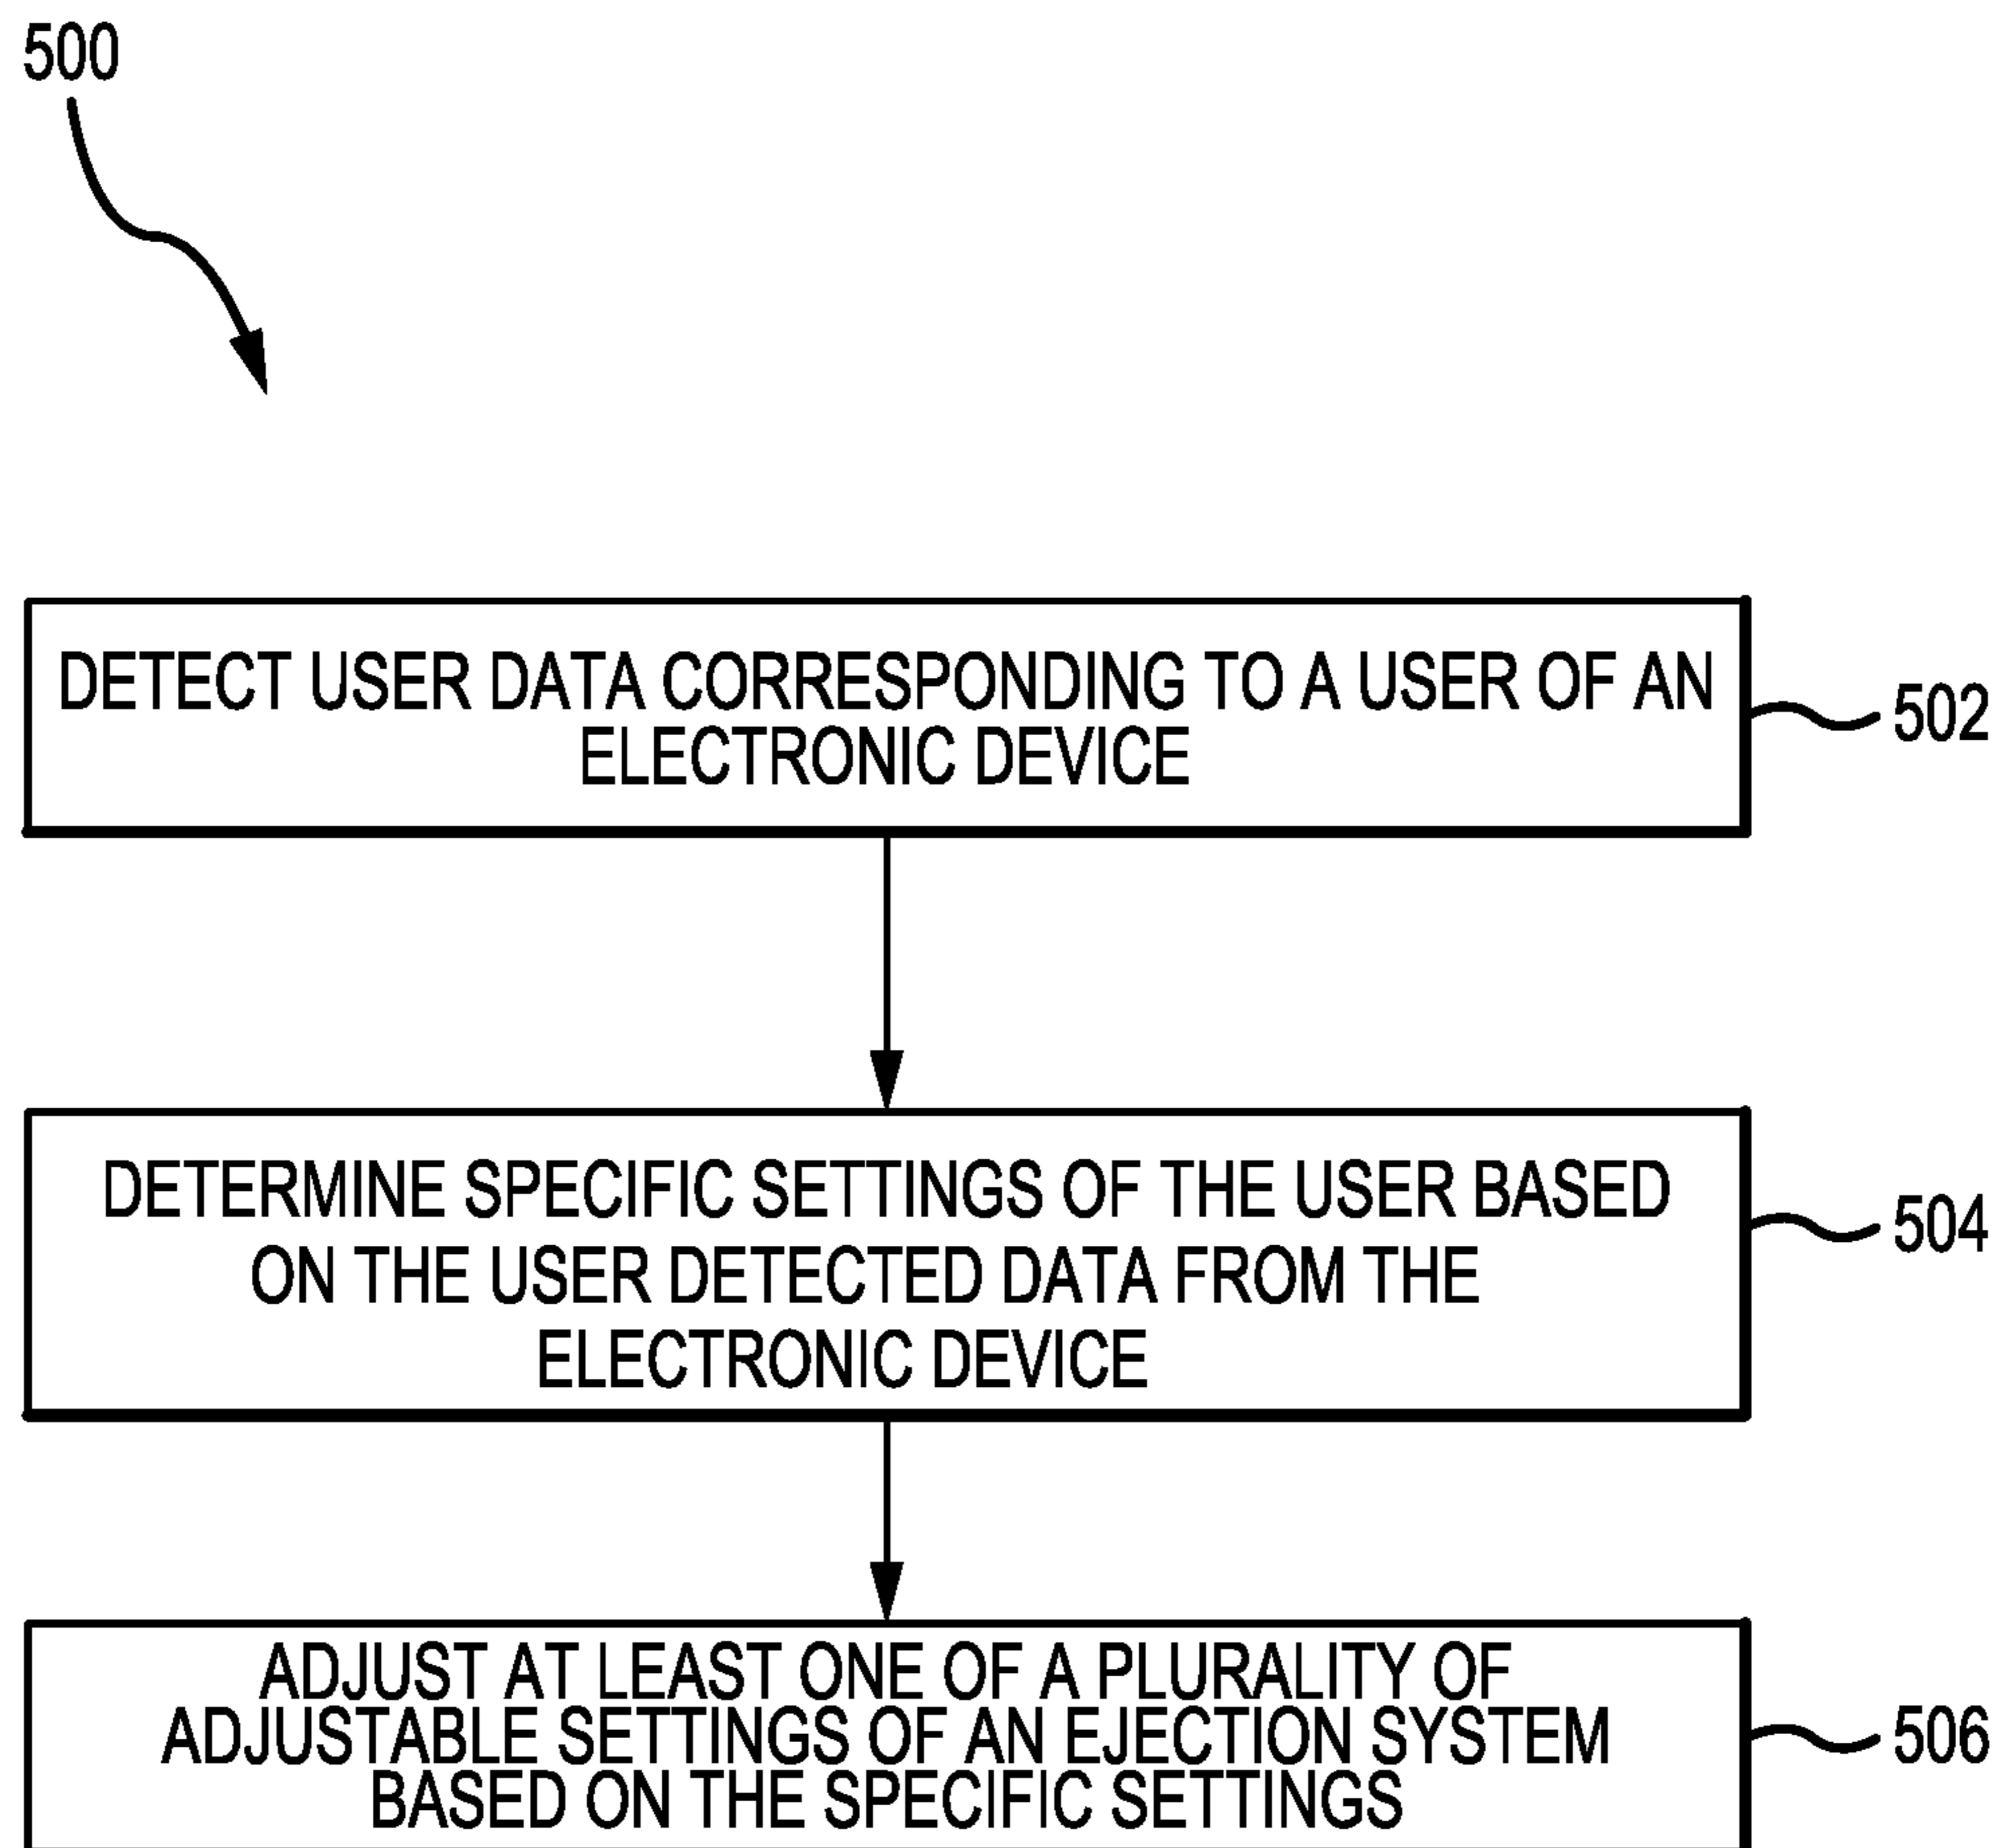 500
DETECT USER DATA CORRESPONDING TO A USER OF AN
ELECTRONIC DEVICE
502
DETERMINE SPECIFIC SETTINGS OF THE USER BASED
ON THE USER DETECTED DATA FROM THE
ELECTRONIC DEVICE
504
ADJUST AT LEAST ONE OF A PLURALITY OF
ADJUSTABLE SETTINGS OF AN EJECTION SYSTEM
BASED ON THE SPECIFIC SETTINGS
506